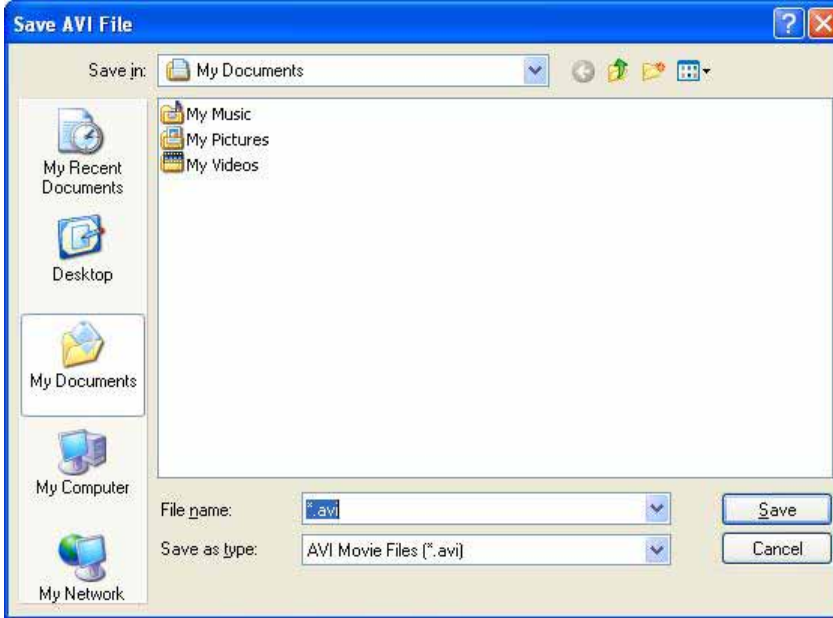 Save AVI File
Save in: My Documents
My Recent
Documents
Desktop
My Documents
My Computer
My Network
My Music
My Pictures
My Videos
File name: *.avi
Save as type: AVI Movie Files (*.avi)
Save
Cancel